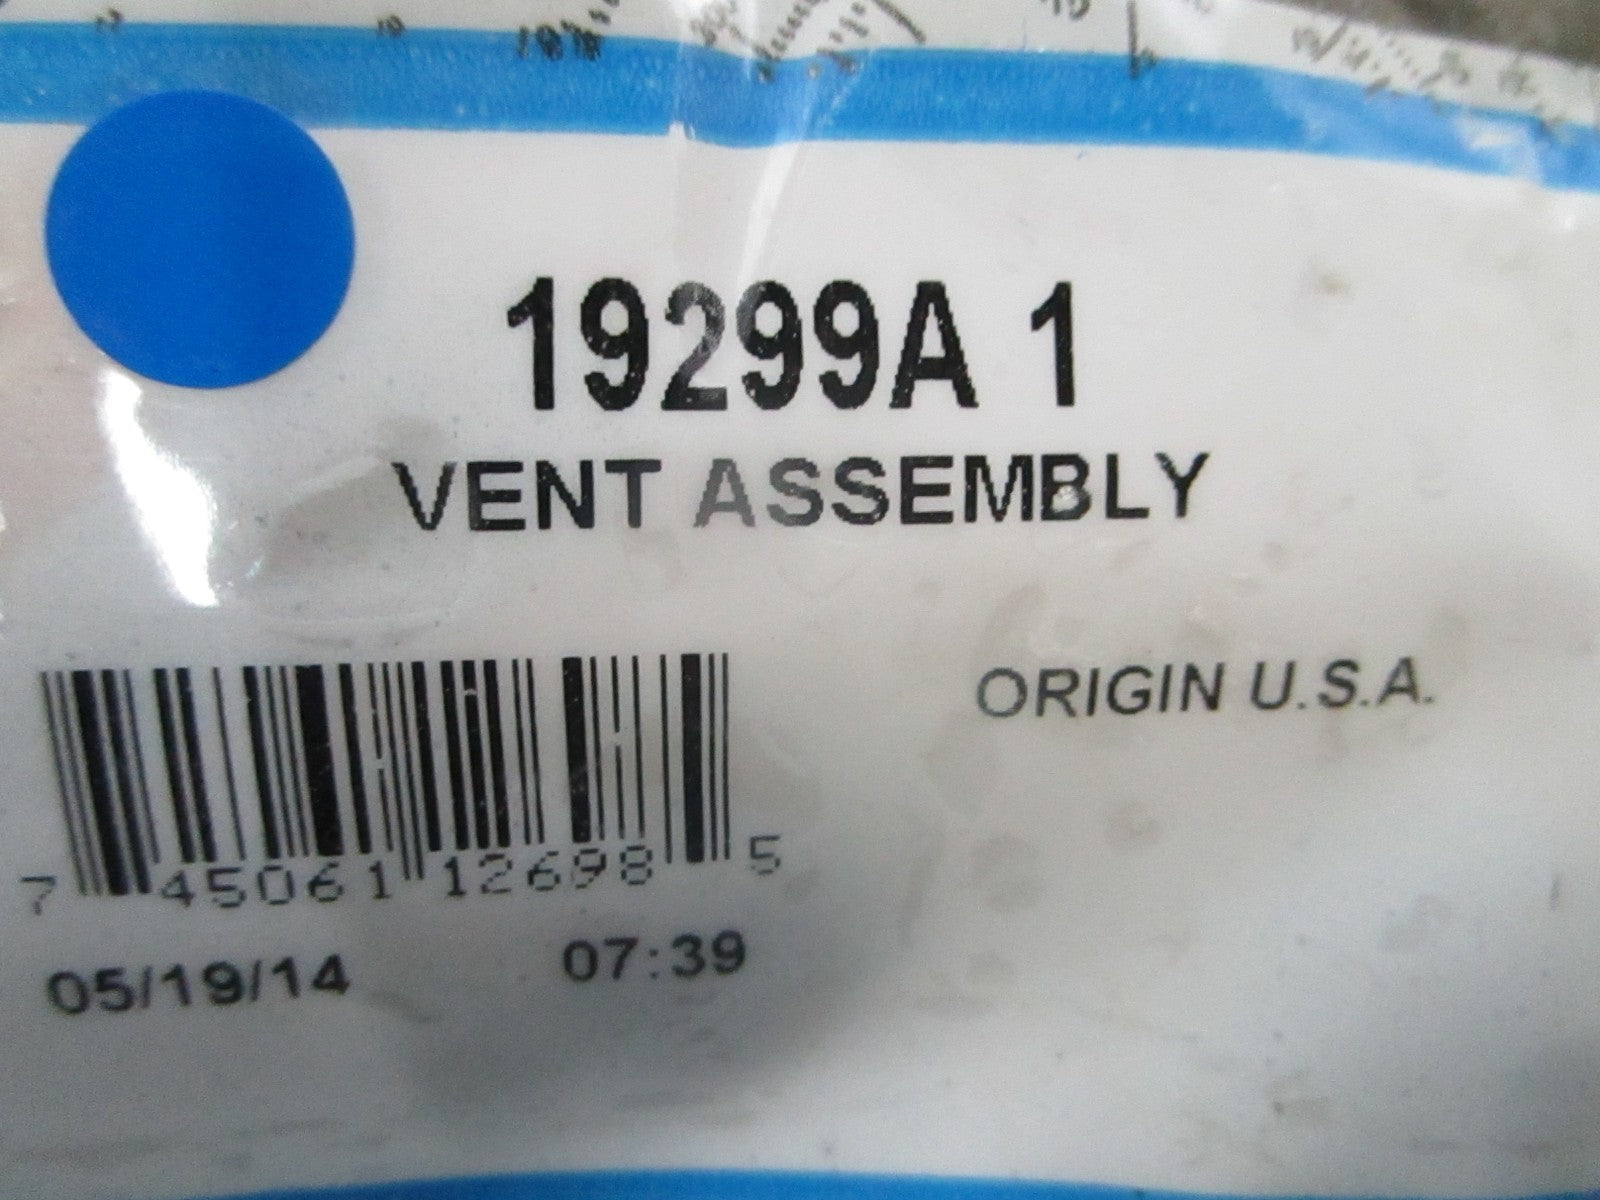 19299A 1
VENT ASSEMBLY
ORIGIN U.S.A.
7 45061 12698 5
05/19/14 07:39